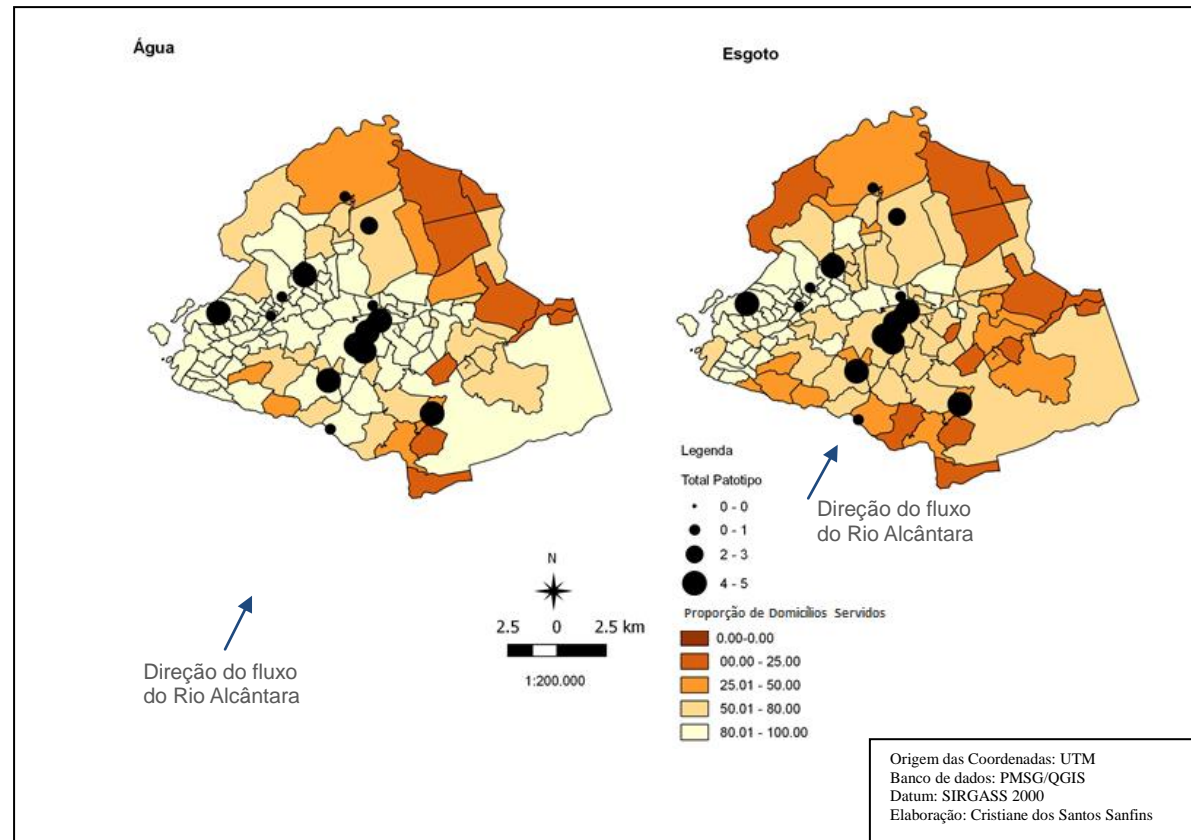 Água
Esgoto
Legenda
Total Patotipo
0 - 0
0 - 1
2 - 3
4 - 5
Direção do fluxo
do Rio Alcântara
N
2.5 0 2.5 km
1:200.000
Proporção de Domicílios Servidos
0.00-0.00
00.00 - 25.00
25.01 - 50.00
50.01 - 80.00
80.01 - 100.00
Direção do fluxo
do Rio Alcântara
Origem das Coordenadas: UTM
Banco de dados: PMSG/QGIS
Datum: SIRGASS 2000
Elaboração: Cristiane dos Santos Sanfins